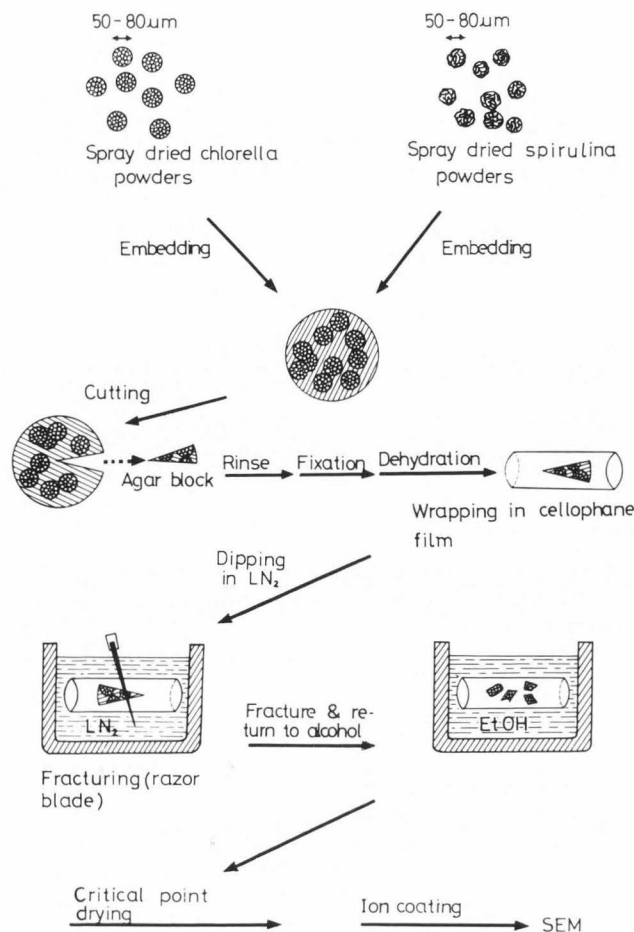 50-80µm
50-80µm
Spray dried chlorella
powders
Spray dried spirulina
powders
Embedding
Embedding
Cutting
Agar block
Rinse
Fixation
Dehydration
Wrapping in cellophane
film
Dipping
in LN₂
LN₂
Fracturing (razor
blade)
Fracture & re-
turn to alcohol
EtOH
Critical point
drying
Ion coating
SEM